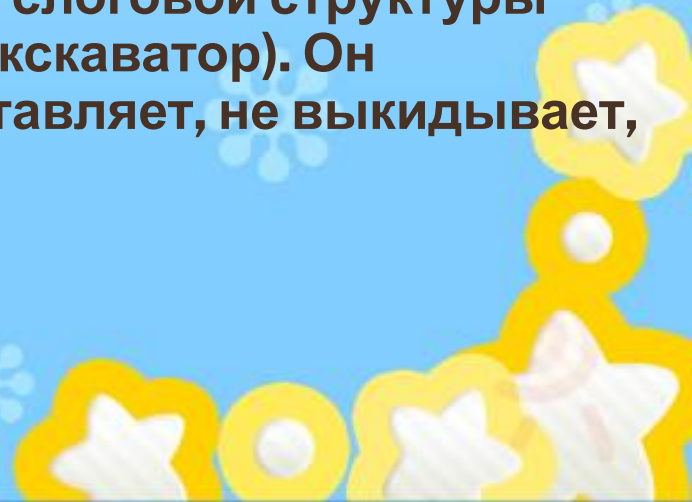 слоговой структуры
кскаватор). Он
тавляет, не выкидывает,